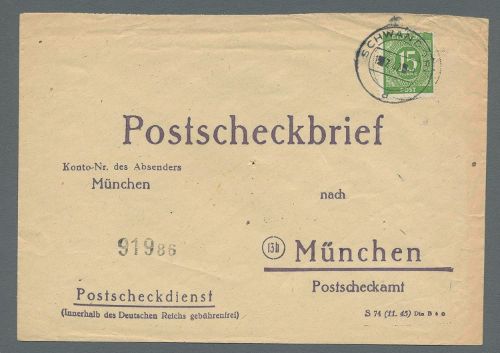 SCHWANDORF
15
POST
Postscheckbrief
Konto-Nr. des Absenders
München
nach
91986
13b München
Postscheckamt
Postscheckdienst
(Innerhalb des Deutschen Reichs gebührenfrei)
S 74 (11. 45) Din B 6